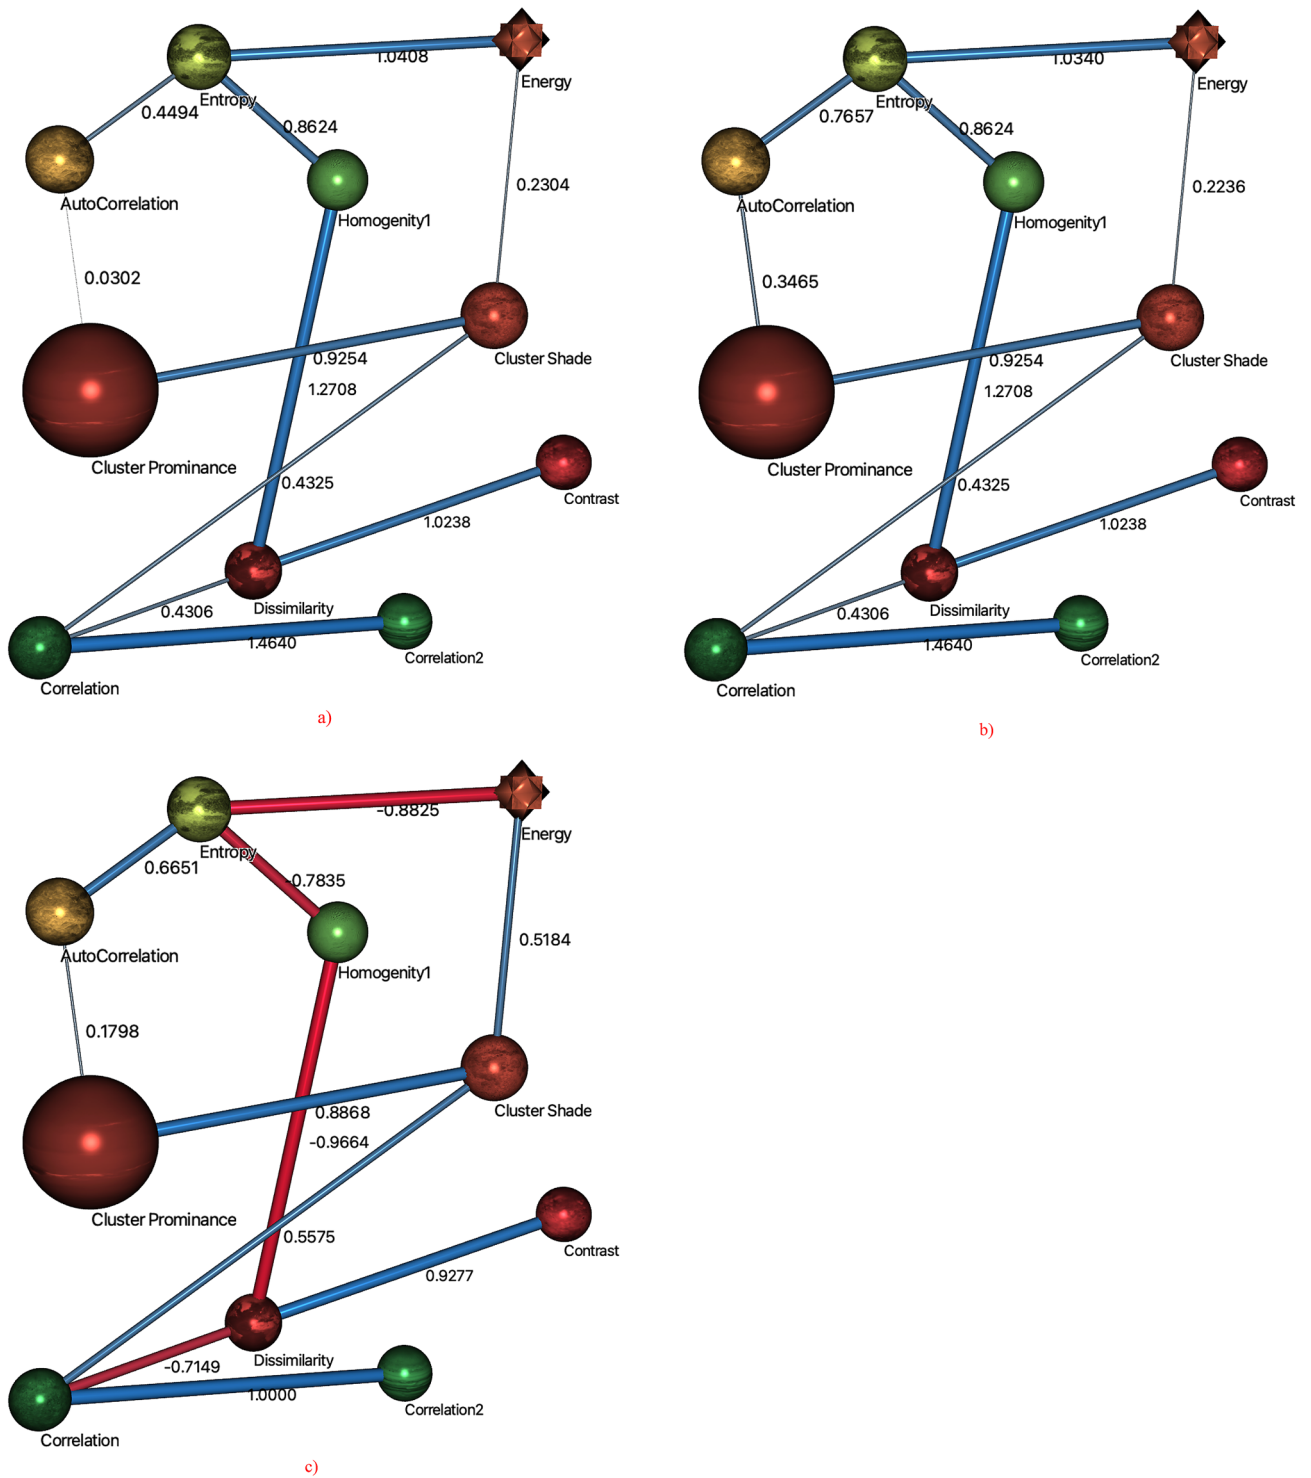 1.0408
Energy
Entropy
0.4494
0.8624
AutoCorrelation
Homogenity1
0.2304
0.0302
0.9254
Cluster Shade
1.2708
Cluster Prominance
0.4325
Contrast
1.0238
Dissimilarity
0.4306
1.4640
Correlation2
Correlation
a)
1.0340
Energy
Entropy
0.7657
0.8624
AutoCorrelation
Homogenity1
0.2236
0.3465
0.9254
Cluster Shade
1.2708
Cluster Prominance
0.4325
Contrast
1.0238
Dissimilarity
0.4306
1.4640
Correlation2
Correlation
b)
-0.8825
Energy
Entropy
0.6651
-0.7835
AutoCorrelation
Homogenity1
0.5184
0.1798
0.8868
Cluster Shade
-0.9664
Cluster Prominance
0.5575
Contrast
0.9277
Dissimilarity
-0.7149
1.0000
Correlation2
Correlation
c)